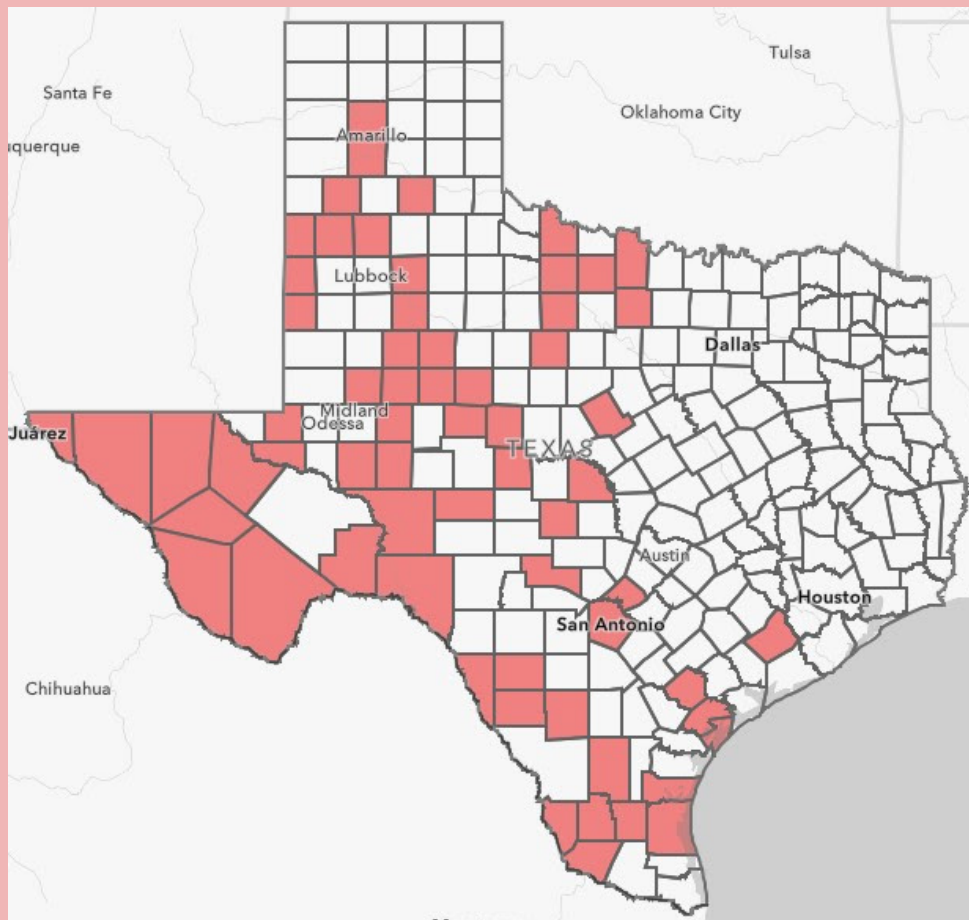 Tulsa
Santa Fe
Oklahoma City
uquerque
Amarillo
Lubbock
Dallas
Midland
Odessa
Juárez
TEXAS
Austin
Houston
San Antonio
Chihuahua